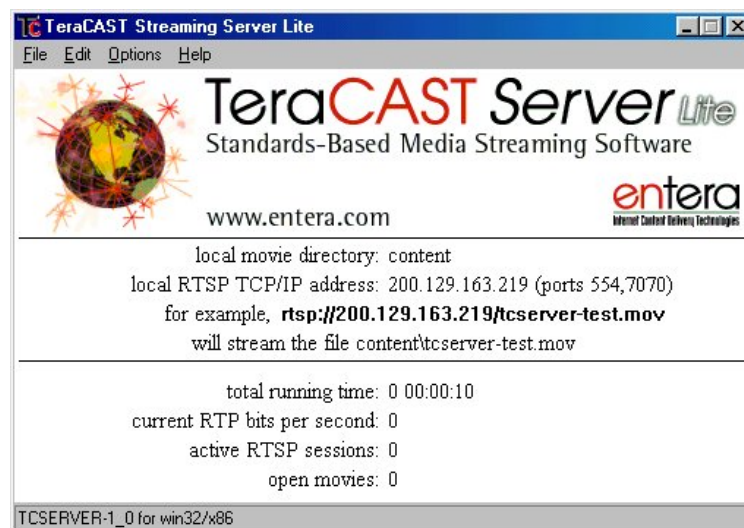 TeraCAST Streaming Server Lite
File Edit Options Help
TeraCAST Server Lite
Standards-Based Media Streaming Software
entera
www.entera.com
Internet Content Delivery Technologies
local movie directory: content
local RTSP TCP/IP address: 200.129.163.219 (ports 554,7070)
for example, rtsp://200.129.163.219/tcserver-test.mov
will stream the file content\tcserver-test.mov
total running time: 0 00:00:10
current RTP bits per second: 0
active RTSP sessions: 0
open movies: 0
TCSERVER-1_0 for win32/x86